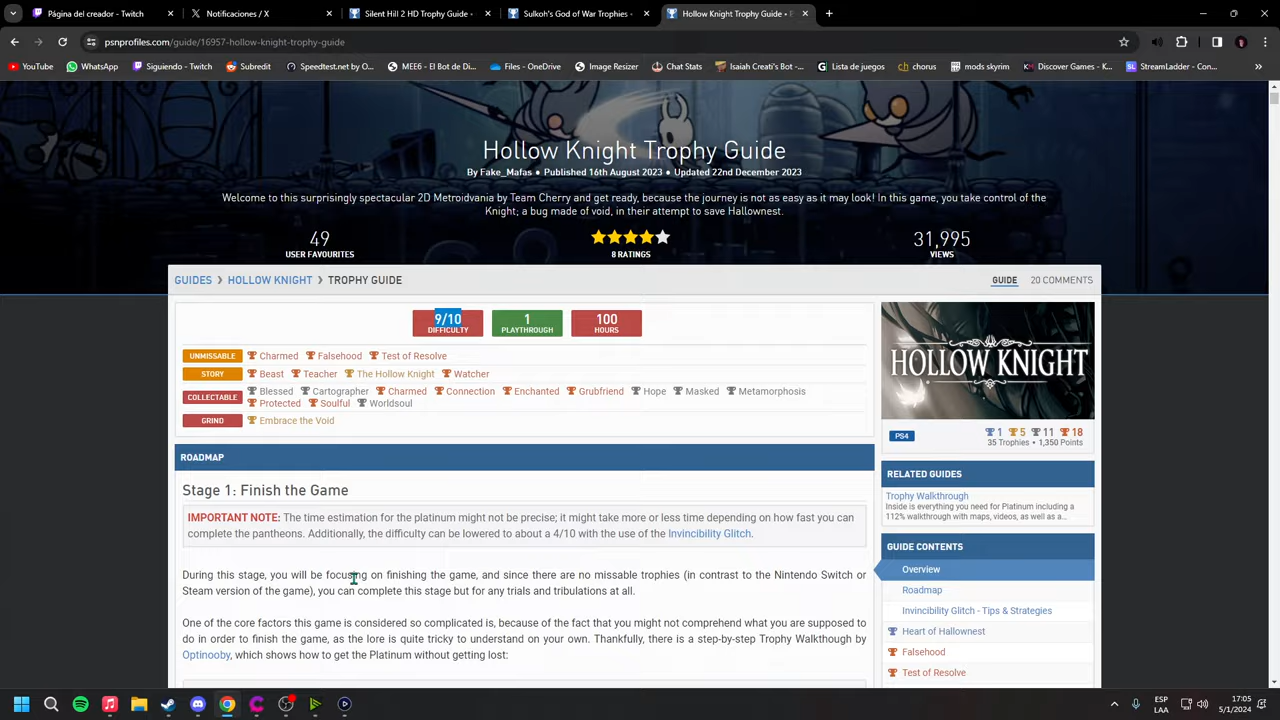 Página del canal - Twitch
Notificaciones / X
Silent Hill 2 HD Trophy Guide -
Sulkoh's God of War Trophies -
Hollow Knight Trophy Guide •
psnprofiles.com/guide/16957-hollow-knight-trophy-guide
YouTube
WhatsApp
Siguiendo - Twitch
Subredit
Speedtest.net by O...
MEE6 - El Bot de Di...
Files - OneDrive
Image Resizer
Chat Stats
Isaiah Creati's Bot -...
Lista de juegos
chorus
mods skyrim
Discover Games - K...
StreamLadder - Con...
Hollow Knight Trophy Guide
By Fake_Mafas • Published 16th August 2023 • Updated 22nd December 2023
Welcome to this surprisingly spectacular 2D Metroidvania by Team Cherry and get ready, because the journey is not as easy as it may look! In this game, you take control of the
Knight; a bug made of void, in their attempt to save Hallownest.
49
USER FAVOURITES
8 RATINGS
31,995
VIEWS
GUIDES > HOLLOW KNIGHT > TROPHY GUIDE
GUIDE 20 COMMENTS
9/10
DIFFICULTY
1
PLAYTHROUGH
100
HOURS
UNMISSABLE Charmed Falsehood Test of Resolve
STORY Beast Teacher The Hollow Knight Watcher
COLLECTABLE Blessed Cartographer Charmed Connection Enchanted Grubfriend Hope Masked Metamorphosis
Protected Soulful Worldsoul
GRIND Embrace the Void
ROADMAP
Stage 1: Finish the Game
IMPORTANT NOTE: The time estimation for the platinum might not be precise; it might take more or less time depending on how fast you can
complete the pantheons. Additionally, the difficulty can be lowered to about a 4/10 with the use of the Invincibility Glitch.
During this stage, you will be focusing on finishing the game, and since there are no missable trophies (in contrast to the Nintendo Switch or
Steam version of the game), you can complete this stage but for any trials and tribulations at all.
One of the core factors this game is considered so complicated is, because of the fact that you might not comprehend what you are supposed to
do in order to finish the game, as the lore is quite tricky to understand on your own. Thankfully, there is a step-by-step Trophy Walkthrough by
Optinooby, which shows how to get the Platinum without getting lost:
HOLLOW KNIGHT
PS4
1 5 11 18
35 Trophies • 1,350 Points
RELATED GUIDES
Trophy Walkthrough
Inside is everything you need for Platinum including a
112% walkthrough with maps, videos, as well as a...
GUIDE CONTENTS
Overview
Roadmap
Invincibility Glitch - Tips & Strategies
Heart of Hallownest
Falsehood
Test of Resolve
ESP
LAA
17:05
5/1/2024